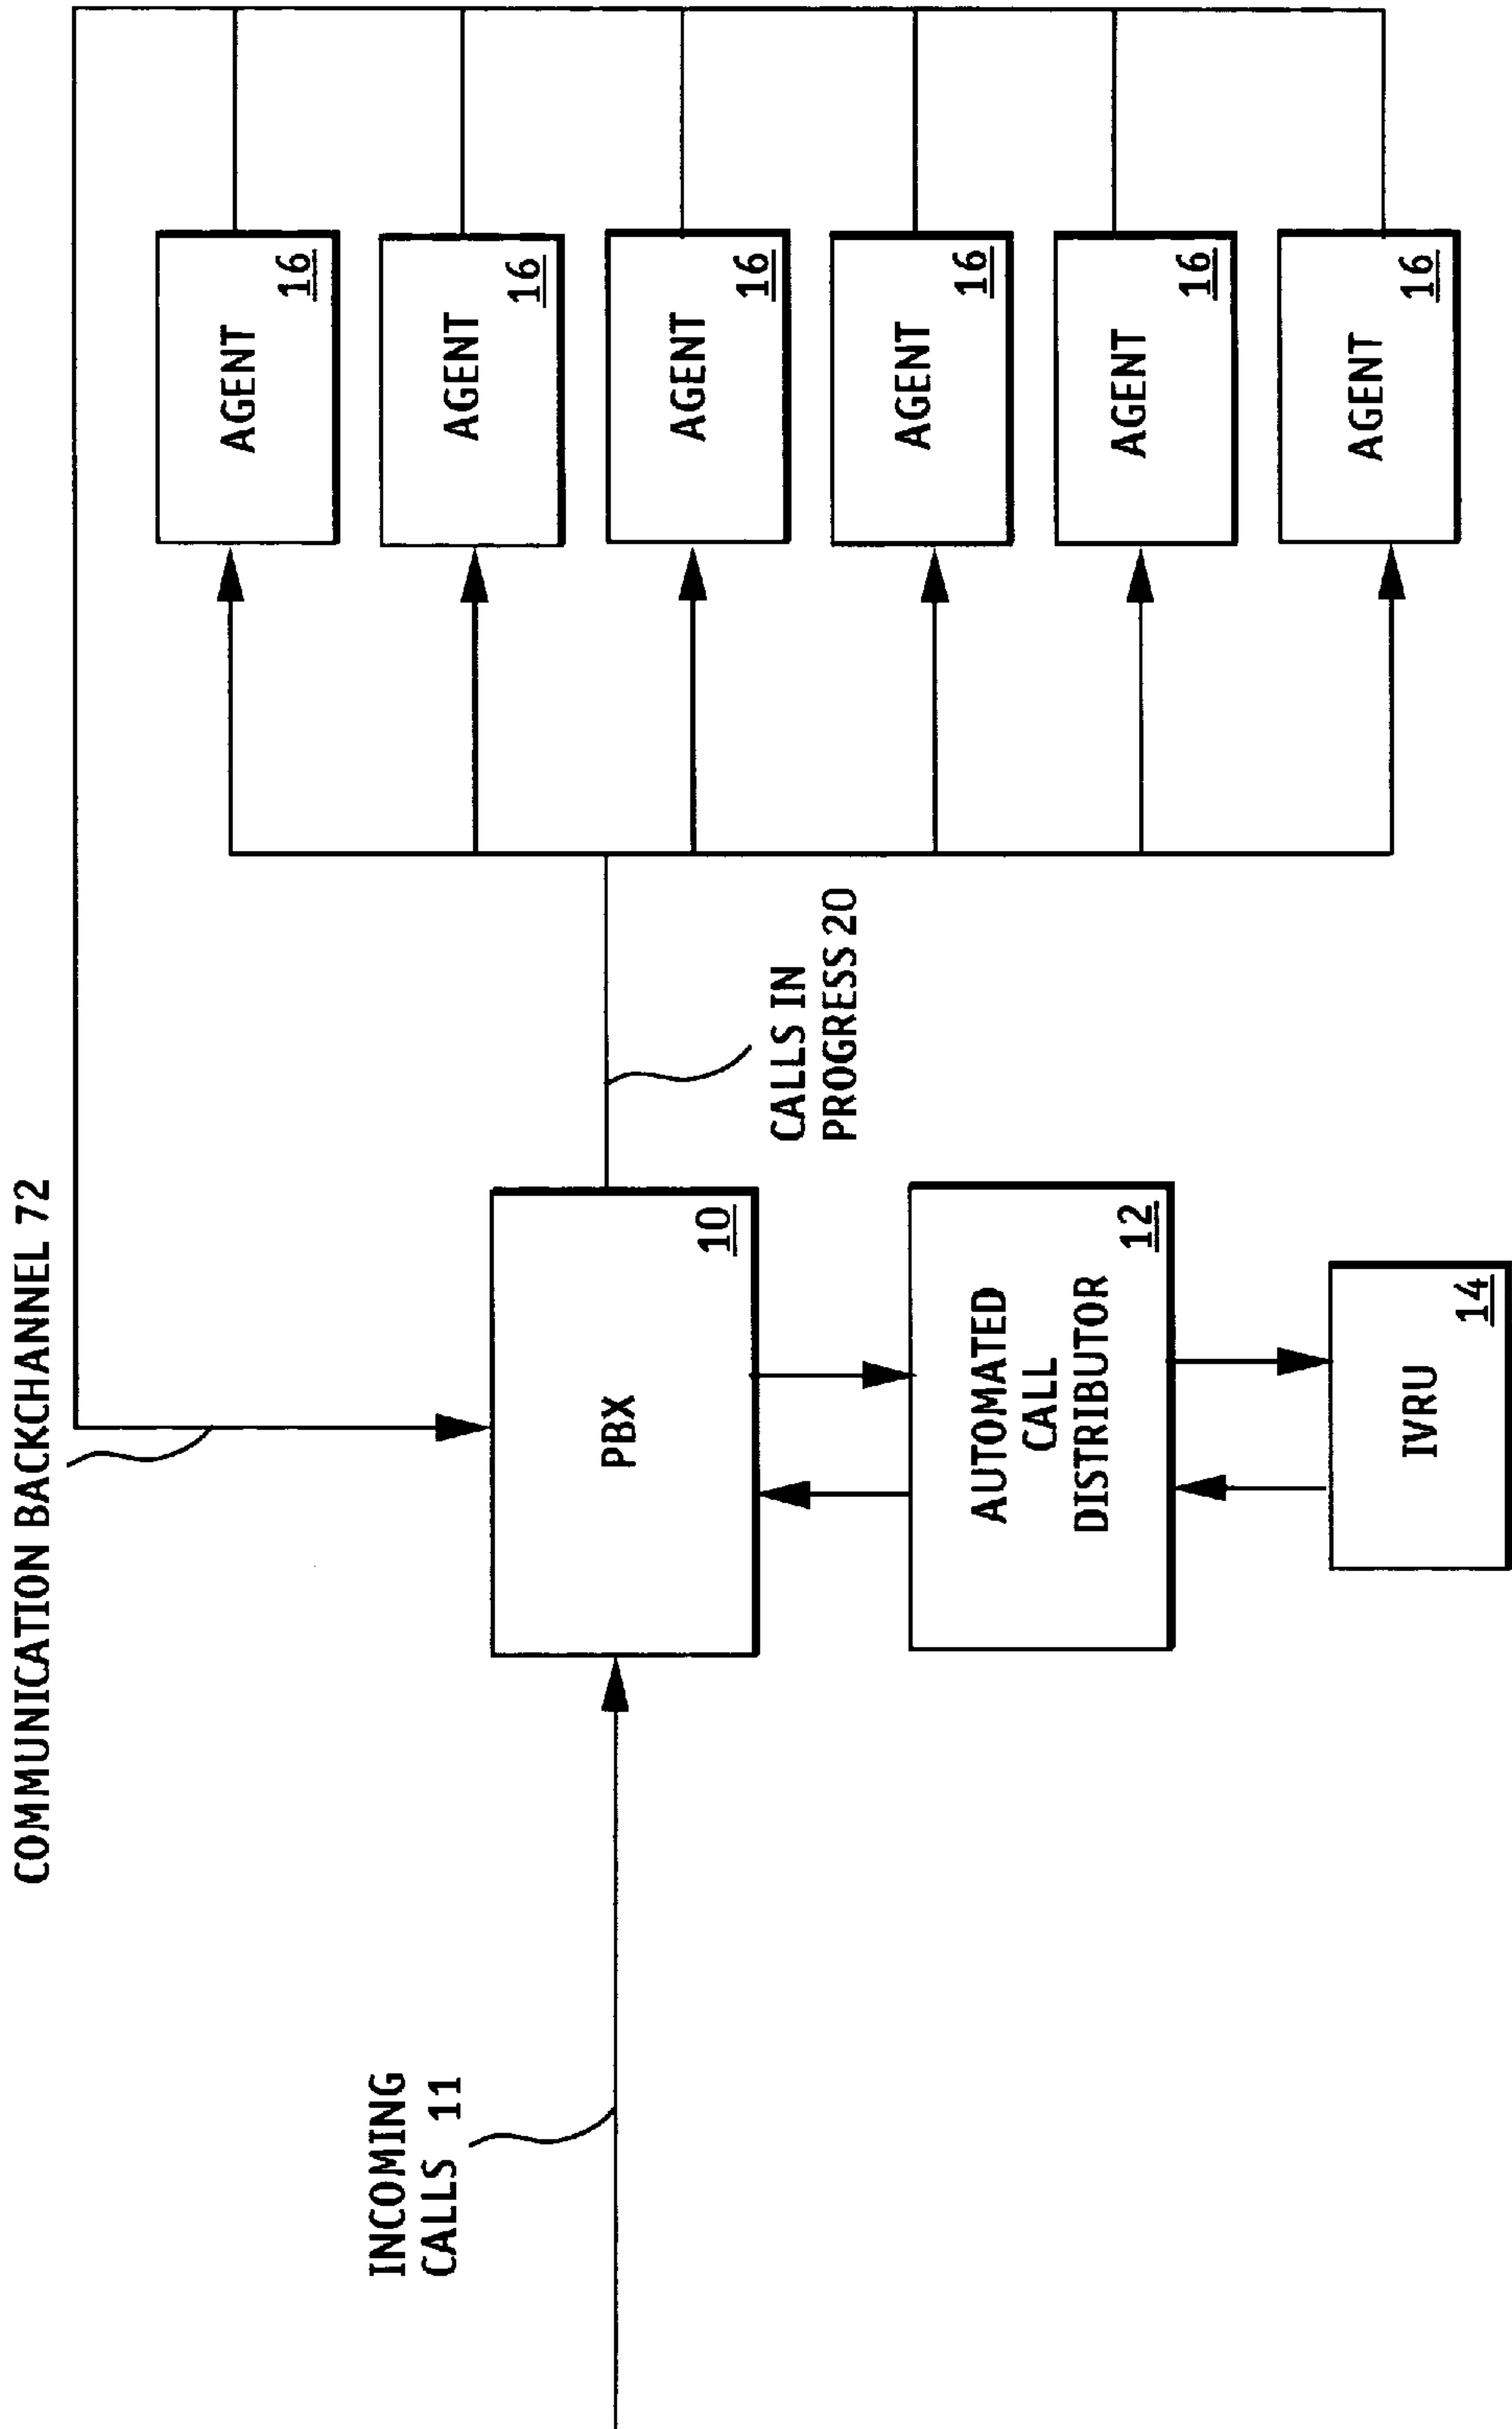 COMMUNICATION BACKCHANNEL 72
INCOMING
CALLS 11
PBX
10
CALLS IN
PROGRESS 20
AUTOMATED
CALL
DISTRIBUTOR
12
IVRU
14
AGENT
16
AGENT
16
AGENT
16
AGENT
16
AGENT
16
AGENT
16